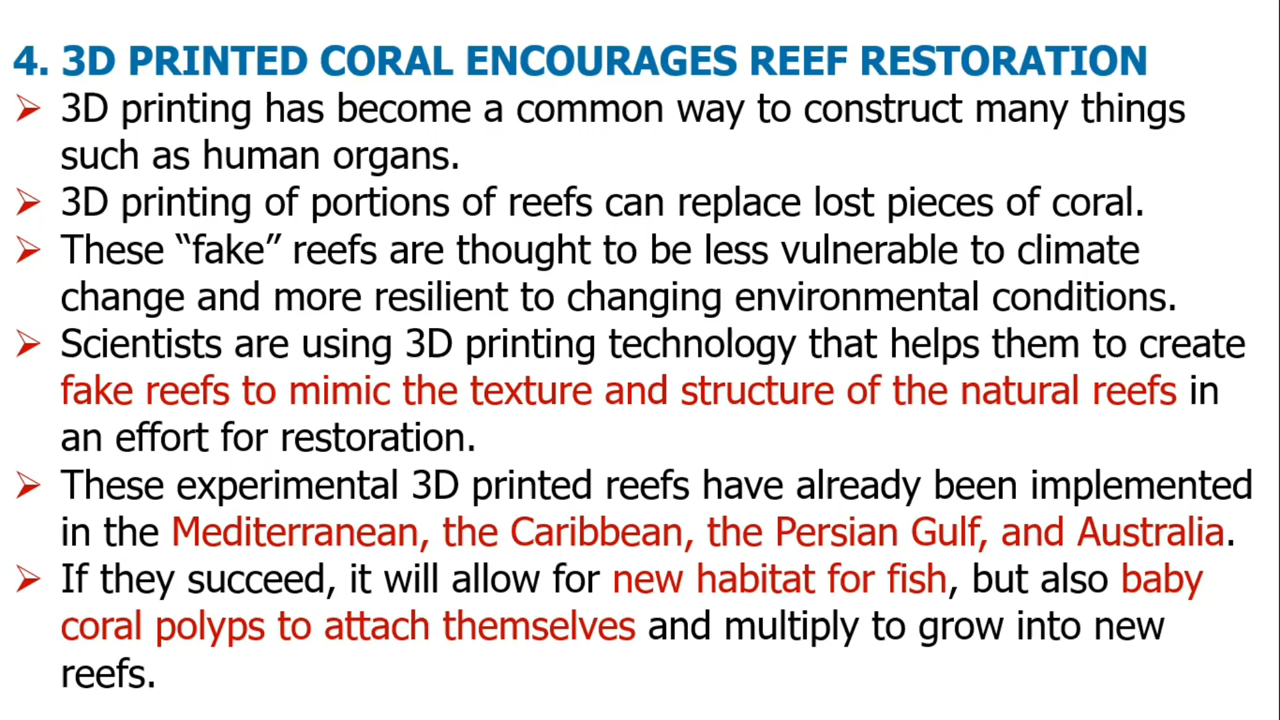 4. 3D PRINTED CORAL ENCOURAGES REEF RESTORATION
➢ 3D printing has become a common way to construct many things
such as human organs.
➢ 3D printing of portions of reefs can replace lost pieces of coral.
➢ These “fake” reefs are thought to be less vulnerable to climate
change and more resilient to changing environmental conditions.
➢ Scientists are using 3D printing technology that helps them to create
fake reefs to mimic the texture and structure of the natural reefs in
an effort for restoration.
➢ These experimental 3D printed reefs have already been implemented
in the Mediterranean, the Caribbean, the Persian Gulf, and Australia.
➢ If they succeed, it will allow for new habitat for fish, but also baby
coral polyps to attach themselves and multiply to grow into new
reefs.